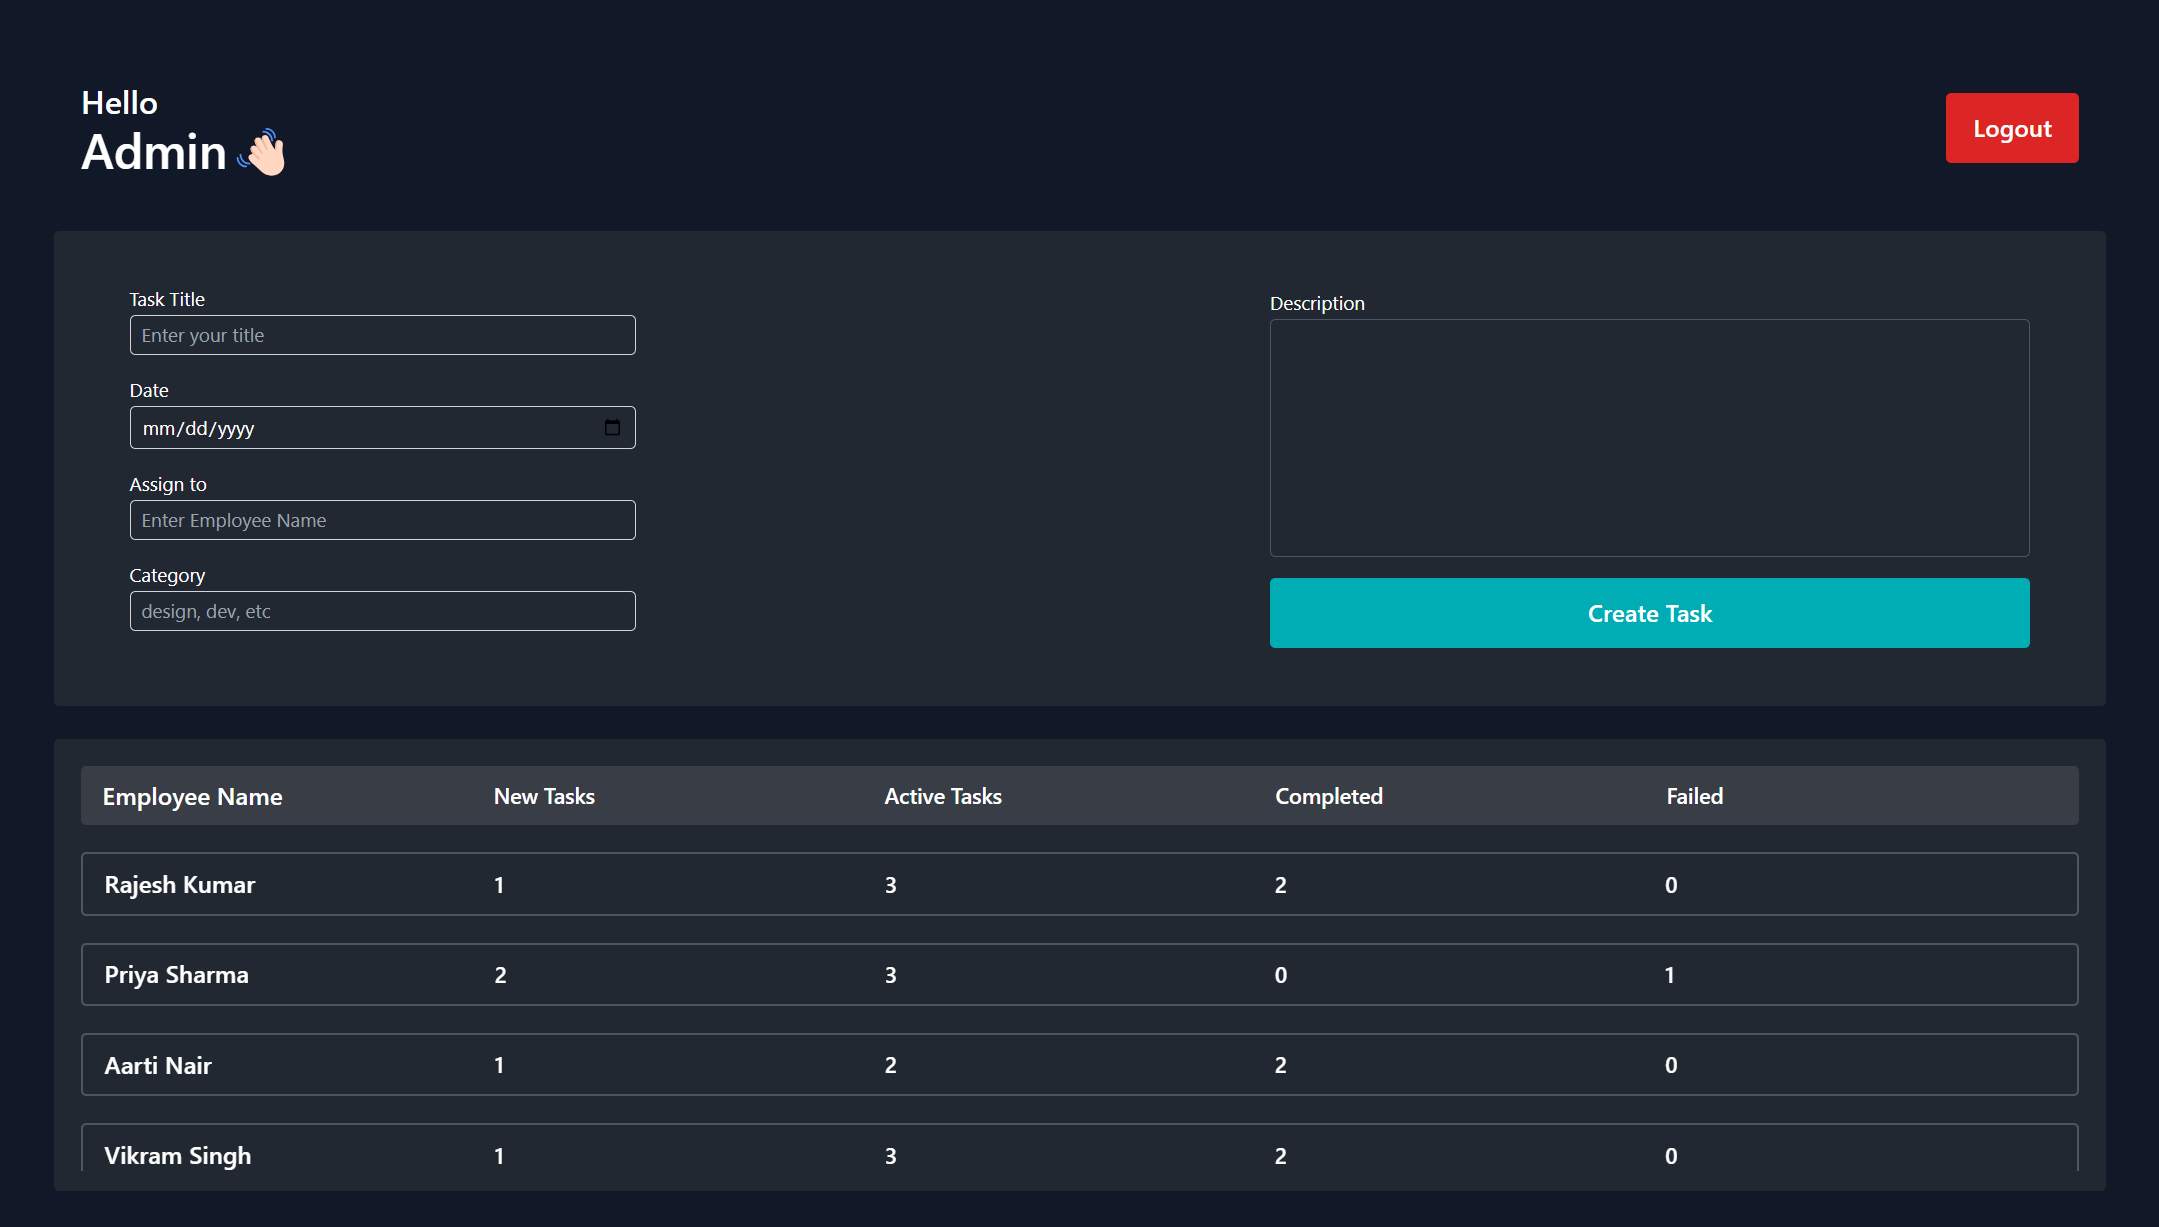 Hello
Admin 👋🏻
Logout
Task Title
Enter your title
Date
mm/dd/yyyy
Assign to
Enter Employee Name
Category
design, dev, etc
Description
Create Task
Employee Name New Tasks Active Tasks Completed Failed
Rajesh Kumar 1 3 2 0
Priya Sharma 2 3 0 1
Aarti Nair 1 2 2 0
Vikram Singh 1 3 2 0